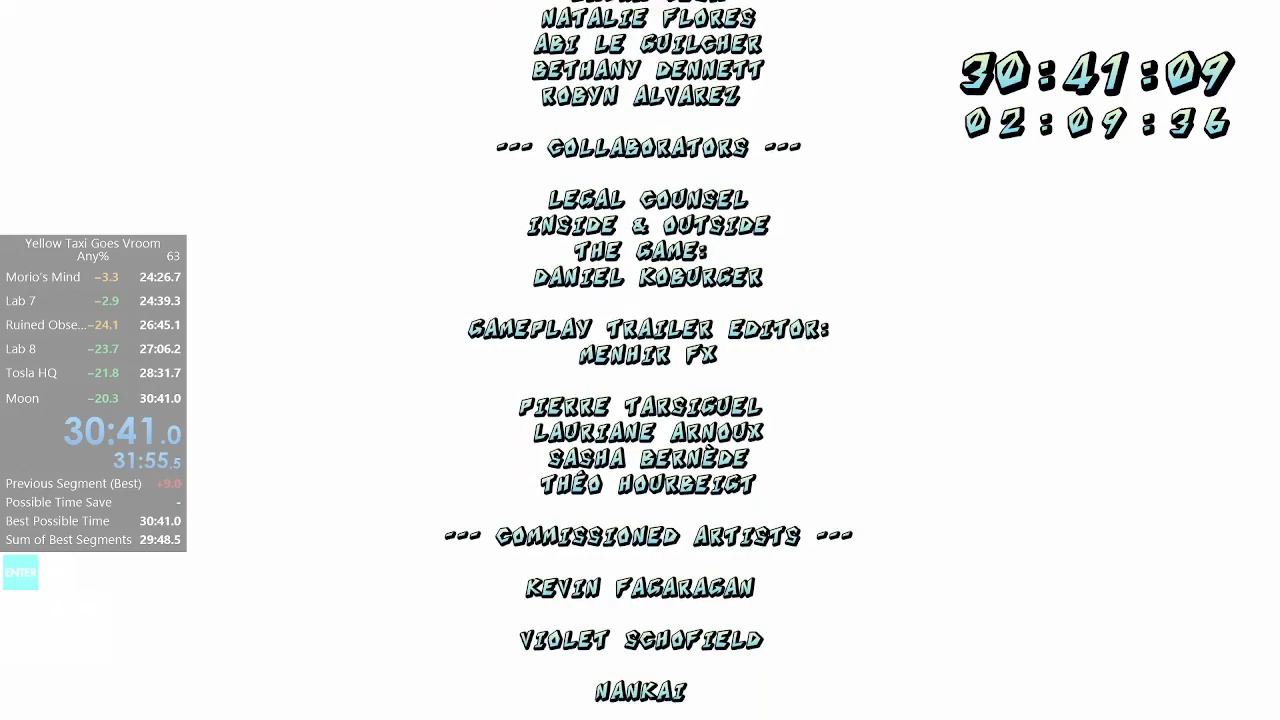 NATALIE FLORES
ABI LE GUILCHER
BETHANY DENNETT
ROBYN ALVAREZ
--- COLLABORATORS ---
LEGAL COUNSEL
INSIDE & OUTSIDE
THE GAME:
DANIEL KOBURGER
GAMEPLAY TRAILER EDITOR:
MENHIR FX
PIERRE TARSIGUEL
LAURIANE ARNOUX
SASHA BERNÈDE
THÉO HOURBEIGT
--- COMMISSIONED ARTISTS ---
KEVIN FAGARAGAN
VIOLET SCHOFIELD
NANKAI
30:41:09
02:09:36
Yellow Taxi Goes Vroom
Any% 63
Morio's Mind -3.3 24:26.7
Lab 7 -2.9 24:39.3
Ruined Obse... -24.1 26:45.1
Lab 8 -23.7 27:06.2
Tosla HQ -21.8 28:31.7
Moon -20.3 30:41.0
30:41.0
31:55.5
Previous Segment (Best) +9.0
Possible Time Save -
Best Possible Time 30:41.0
Sum of Best Segments 29:48.5
ENTER